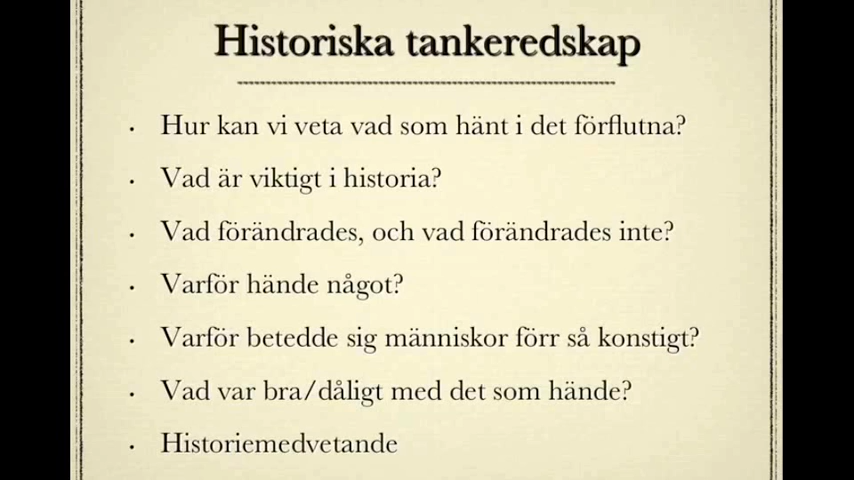 Historiska tankeredskap
• Hur kan vi veta vad som hänt i det förflutna?
• Vad är viktigt i historia?
• Vad förändrades, och vad förändrades inte?
• Varför hände något?
• Varför betedde sig människor förr så konstigt?
• Vad var bra/dåligt med det som hände?
• Historiemedvetande